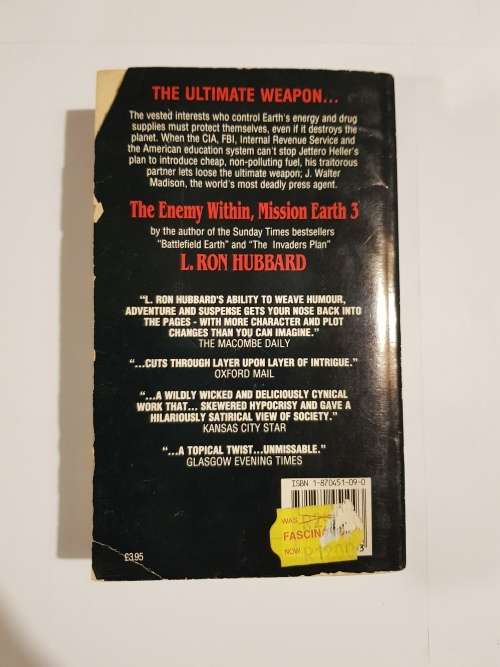 THE ULTIMATE WEAPON...
The vested interests who control Earth's energy and drug
supplies must protect themselves, even if it destroys the
planet. When the CIA, FBI, Internal Revenue Service and
the American education system can't stop Jettero Heller's
plan to introduce cheap, non-polluting fuel, his traitorous
partner lets loose the ultimate weapon; J. Walter
Madison, the world's most deadly press agent.
The Enemy Within, Mission Earth 3
by the author of the Sunday Times bestsellers
"Battlefield Earth" and "The Invaders Plan"
L. RON HUBBARD
"L. RON HUBBARD'S ABILITY TO WEAVE HUMOUR,
ADVENTURE AND SUSPENSE GETS YOUR NOSE BACK INTO
THE PAGES - WITH MORE CHARACTER AND PLOT
CHANGES THAN YOU CAN IMAGINE."
THE MACOMBE DAILY
"...CUTS THROUGH LAYER UPON LAYER OF INTRIGUE."
OXFORD MAIL
"...A WILDLY WICKED AND DELICIOUSLY CYNICAL
WORK THAT... SKEWERED HYPOCRISY AND GAVE A
HILARIOUSLY SATIRICAL VIEW OF SOCIETY."
KANSAS CITY STAR
"...A TOPICAL TWIST...UNMISSABLE."
GLASGOW EVENING TIMES
ISBN 1-870451-09-0
WAS
NOW
3
£3.95